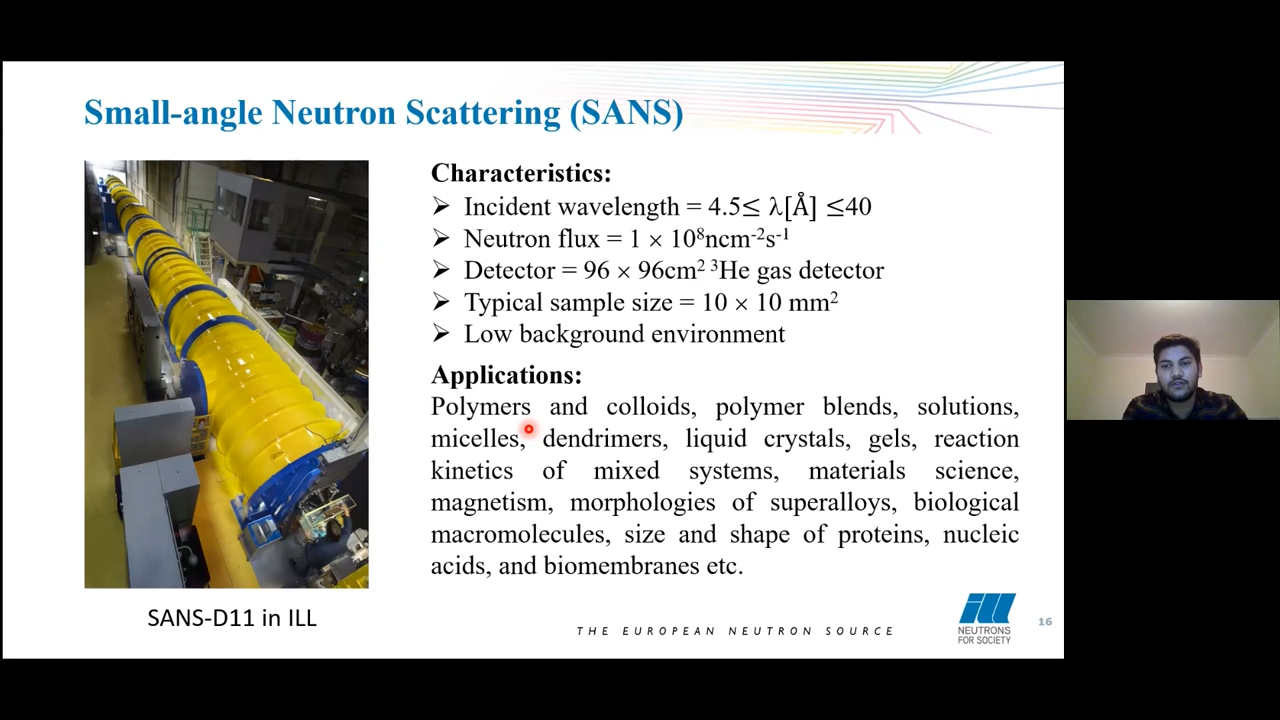 Small-angle Neutron Scattering (SANS)
Characteristics:
➢ Incident wavelength = 4.5≤ λ[Å] ≤40
➢ Neutron flux = 1 × 10⁸ncm⁻²s⁻¹
➢ Detector = 96 × 96cm² ³He gas detector
➢ Typical sample size = 10 × 10 mm²
➢ Low background environment
Applications:
Polymers and colloids, polymer blends, solutions,
micelles, dendrimers, liquid crystals, gels, reaction
kinetics of mixed systems, materials science,
magnetism, morphologies of superalloys, biological
macromolecules, size and shape of proteins, nucleic
acids, and biomembranes etc.
SANS-D11 in ILL
THE EUROPEAN NEUTRON SOURCE
ill
NEUTRONS
FOR SOCIETY
16